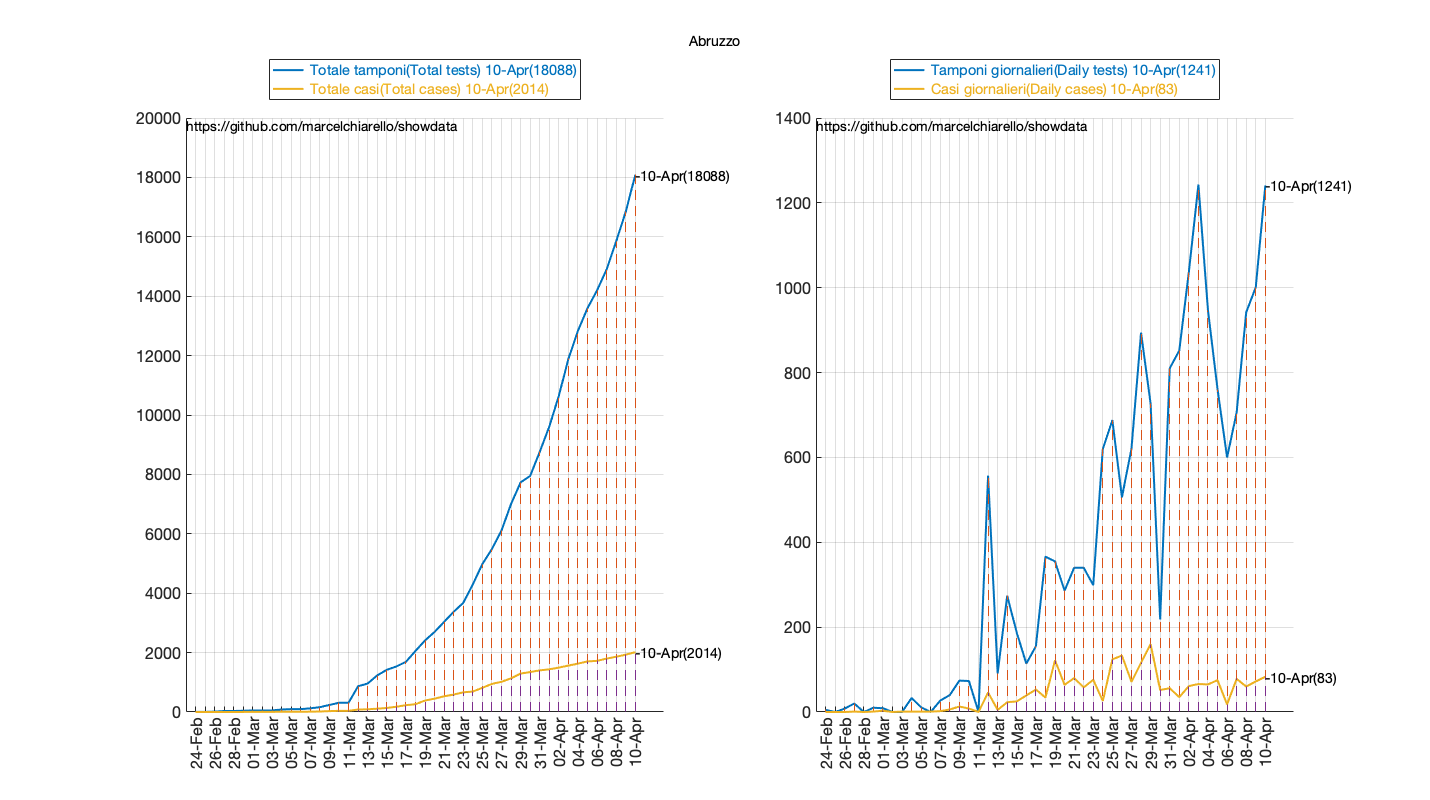 Abruzzo
Totale tamponi(Total tests) 10-Apr(18088)
Totale casi(Total cases) 10-Apr(2014)
https://github.com/marcelchiarello/showdata
20000
18000
16000
14000
12000
10000
8000
6000
4000
2000
0
10-Apr(18088)
10-Apr(2014)
24-Feb
26-Feb
28-Feb
01-Mar
03-Mar
05-Mar
07-Mar
09-Mar
11-Mar
13-Mar
15-Mar
17-Mar
19-Mar
21-Mar
23-Mar
25-Mar
27-Mar
29-Mar
31-Mar
02-Apr
04-Apr
06-Apr
08-Apr
10-Apr
Tamponi giornalieri(Daily tests) 10-Apr(1241)
Casi giornalieri(Daily cases) 10-Apr(83)
https://github.com/marcelchiarello/showdata
1400
1200
1000
800
600
400
200
0
10-Apr(1241)
10-Apr(83)
24-Feb
26-Feb
28-Feb
01-Mar
03-Mar
05-Mar
07-Mar
09-Mar
11-Mar
13-Mar
15-Mar
17-Mar
19-Mar
21-Mar
23-Mar
25-Mar
27-Mar
29-Mar
31-Mar
02-Apr
04-Apr
06-Apr
08-Apr
10-Apr